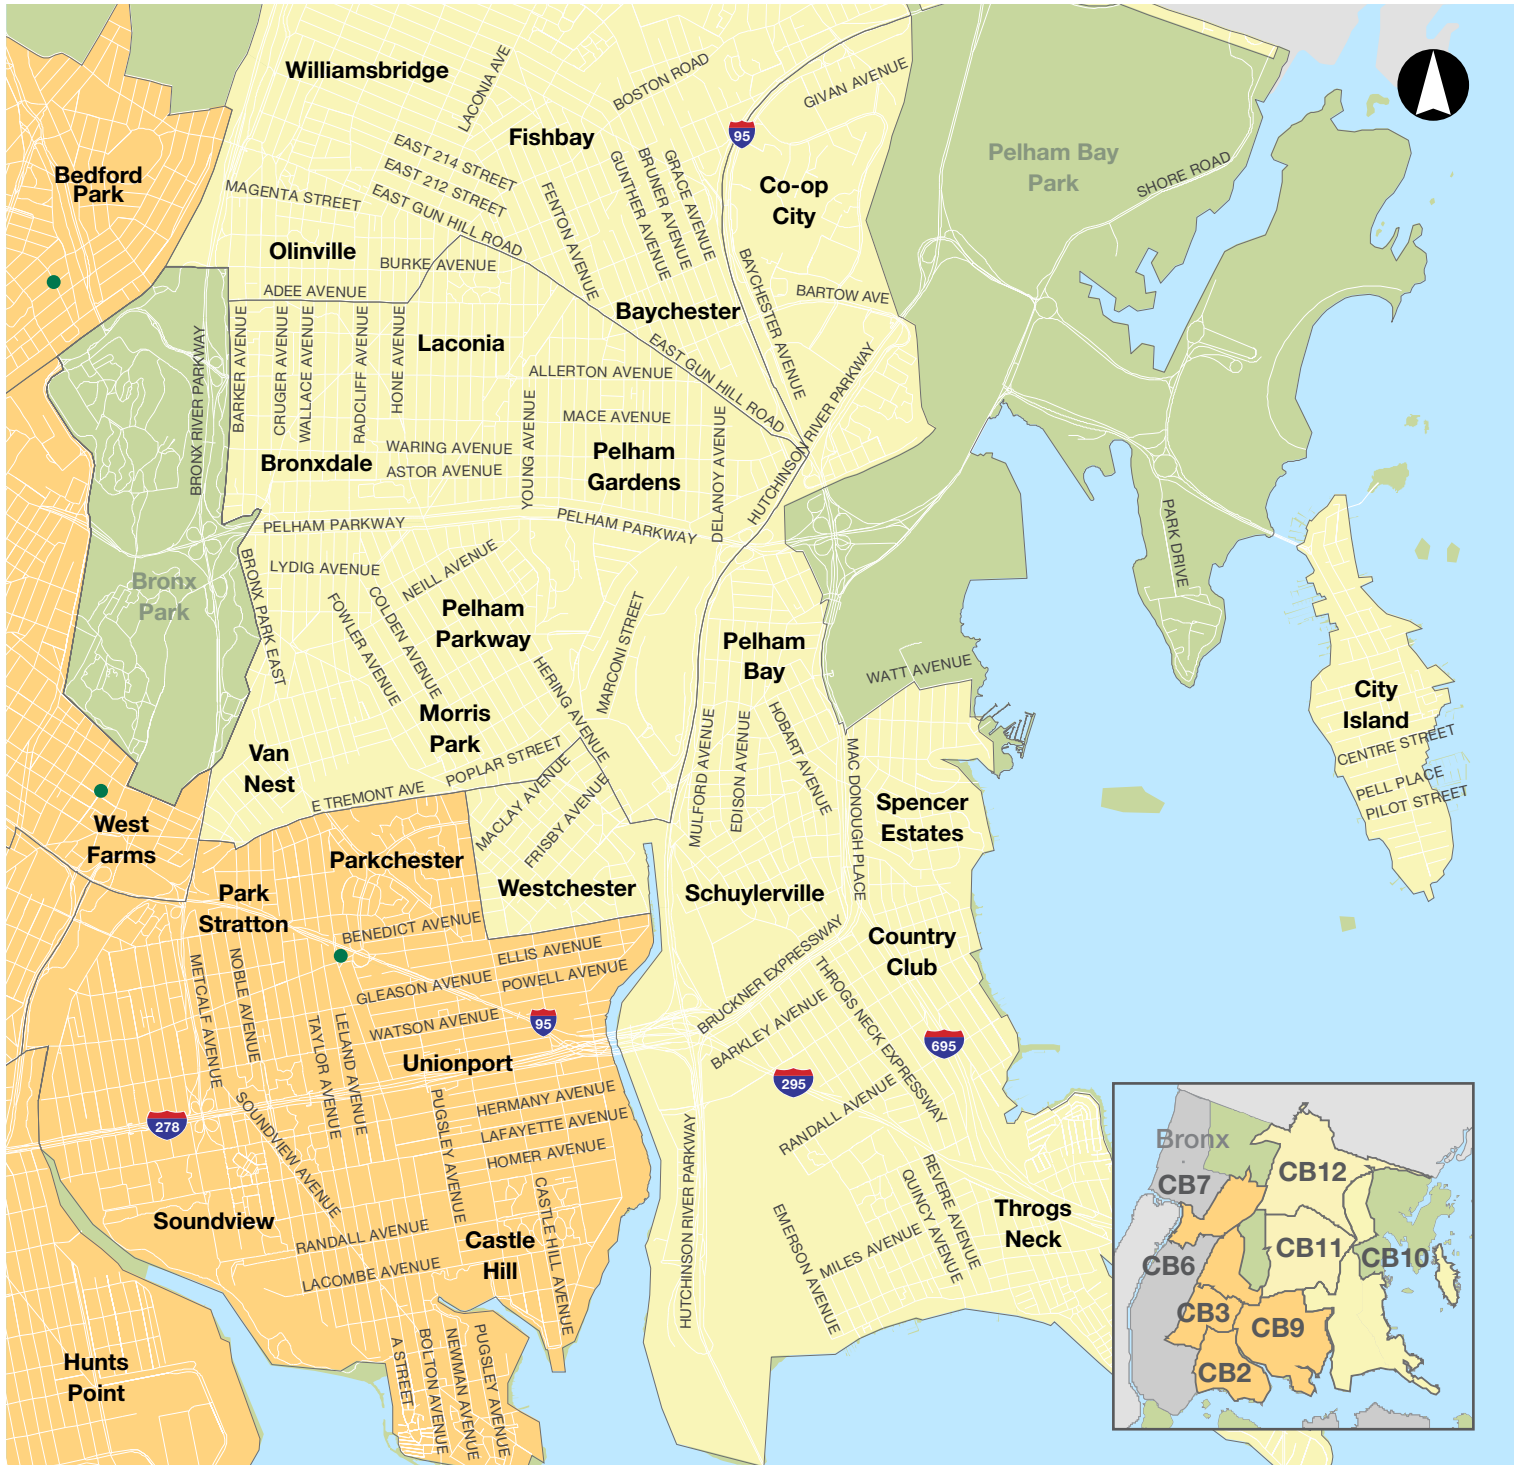 Williamsbridge
LACONIA AVE
BOSTON ROAD
GIVAN AVENUE
95
Fishbay
EAST 214 STREET
EAST 212 STREET
EAST GUN HILL ROAD
MAGENTA STREET
GRACE AVENUE
BRUNER AVENUE
GUNTHER AVENUE
FENTON AVENUE
Co-op
City
Pelham Bay
Park
SHORE ROAD
Bedford
Park
Olinville
BURKE AVENUE
ADEE AVENUE
BAYCHESTER AVENUE
BARTOW AVE
Baychester
Laconia
EAST GUN HILL ROAD
HUTCHINSON RIVER PARKWAY
BRONX RIVER PARKWAY
BARKER AVENUE
CRUGER AVENUE
WALLACE AVENUE
RADCLIFF AVENUE
HONE AVENUE
ALLERTON AVENUE
MACE AVENUE
YOUNG AVENUE
DELANOY AVENUE
WARING AVENUE
ASTOR AVENUE
Bronxdale
Pelham
Gardens
PELHAM PARKWAY
PELHAM PARKWAY
PARK DRIVE
Bronx
Park
BRONX PARK EAST
LYDIG AVENUE
NEILL AVENUE
COLDEN AVENUE
FOWLER AVENUE
Pelham
Parkway
MARCONI STREET
HERING AVENUE
Pelham
Bay
WATT AVENUE
City
Island
CENTRE STREET
PELL PLACE
PILOT STREET
Morris
Park
Van
Nest
POPLAR STREET
E TREMONT AVE
MACLAY AVENUE
FRISBY AVENUE
MULFORD AVENUE
EDISON AVENUE
HOBART AVENUE
MAC DONOUGH PLACE
Spencer
Estates
West
Farms
Parkchester
Westchester
Schuylerville
Park
Stratton
BENEDICT AVENUE
ELLIS AVENUE
POWELL AVENUE
GLEASON AVENUE
WATSON AVENUE
95
METCALF AVENUE
NOBLE AVENUE
TAYLOR AVENUE
LELAND AVENUE
Country
Club
BRUCKNER EXPRESSWAY
THROGS NECK EXPRESSWAY
BARKLEY AVENUE
695
295
Unionport
278
SOUNDVIEW AVENUE
PUGSLEY AVENUE
HERMANY AVENUE
LAFAYETTE AVENUE
HOMER AVENUE
CASTLE HILL AVENUE
HUTCHINSON RIVER PARKWAY
RANDALL AVENUE
REVERE AVENUE
QUINCY AVENUE
EMERSON AVENUE
MILES AVENUE
Throgs
Neck
Soundview
RANDALL AVENUE
LACOMBE AVENUE
Castle
Hill
Hunts
Point
A STREET
BOLTON AVENUE
NEWMAN AVENUE
PUGSLEY AVENUE
Bronx
CB12
CB7
CB11
CB10
CB6
CB3
CB9
CB2